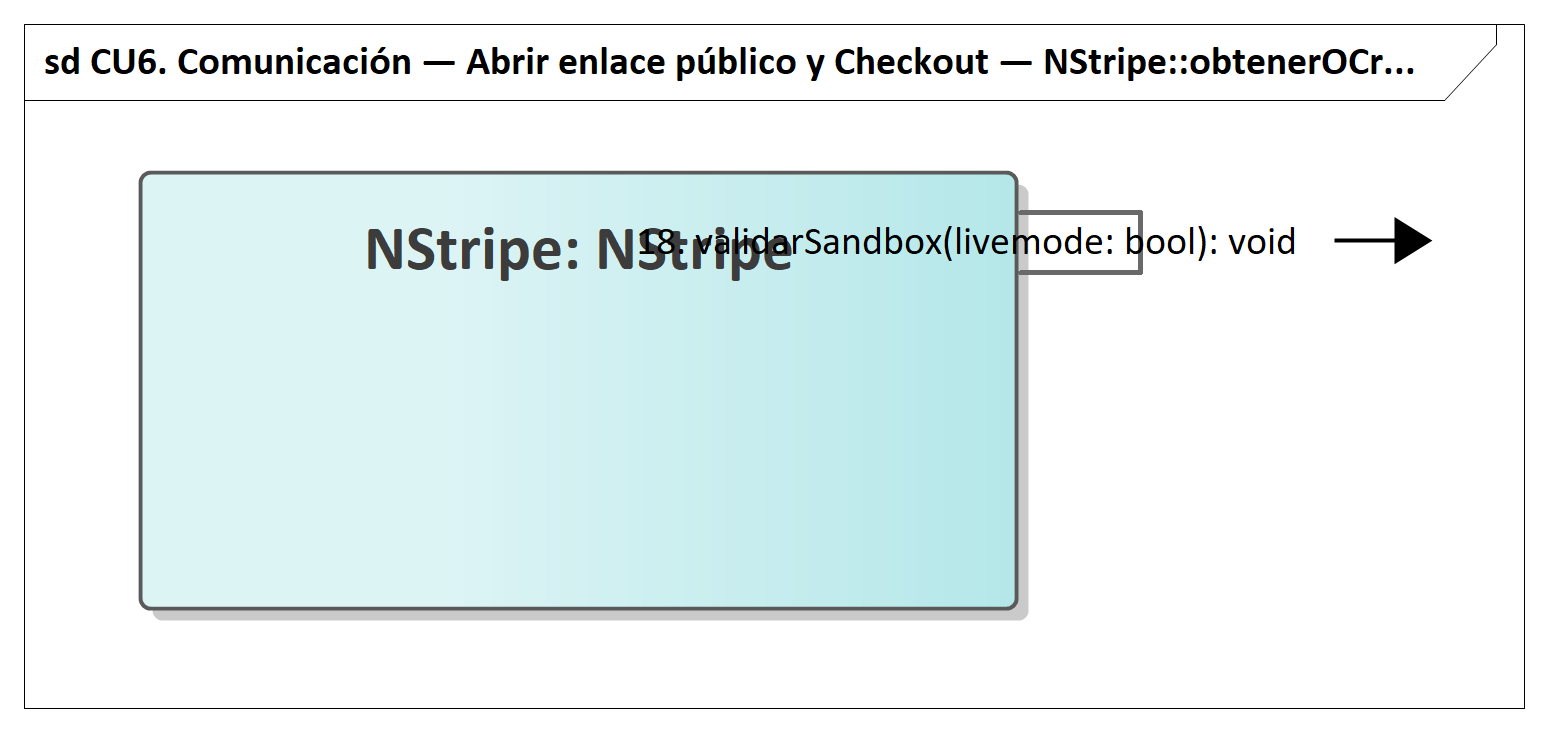 sd CU6. Comunicación — Abrir enlace público y Checkout — NStripe::obtenerOCr...
NStripe: NStripe
18: validarSandbox(livemode: bool): void